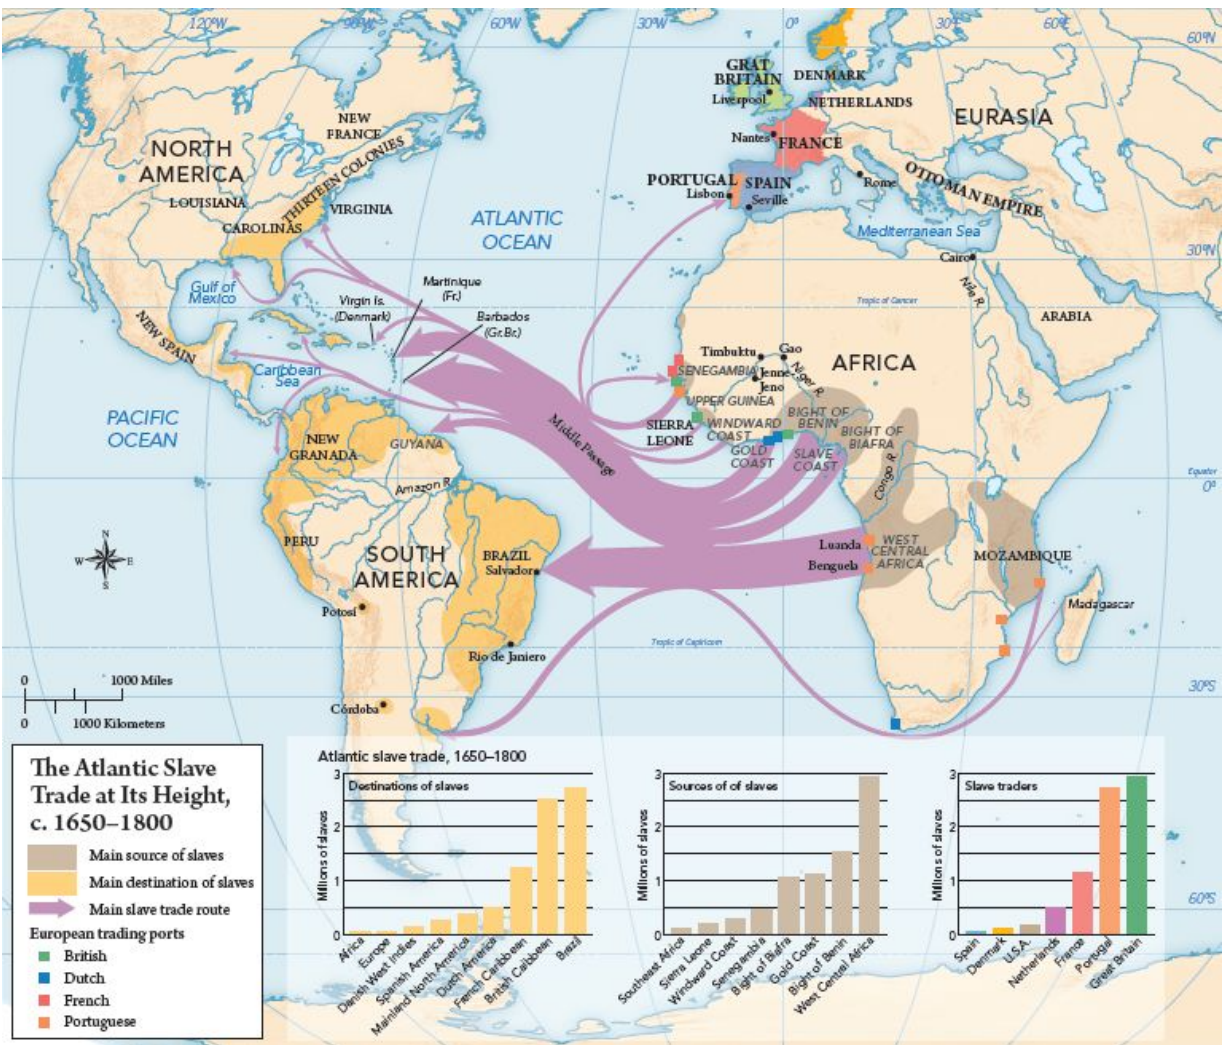 120°W
90°W
60°W
30°W
0°
30°E
60°E
60°N
GRAT
BRITAIN
Liverpool
DENMARK
NETHERLANDS
EURASIA
NEW
FRANCE
Nantes
FRANCE
NORTH
AMERICA
THIRTEEN COLONIES
PORTUGAL
SPAIN
Lisbon
Seville
Rome
OTTOMAN EMPIRE
LOUISIANA
VIRGINIA
CAROLINAS
ATLANTIC
OCEAN
Mediterranean Sea
30°N
Cairo
Nile R.
Gulf of
Mexico
Martinique
(Fr.)
Virgin Is.
(Denmark)
Barbados
(Gr.Br.)
Tropic of Cancer
ARABIA
NEW SPAIN
Timbuktu
Gao
AFRICA
Caribbean
Sea
SENEGAMBIA
Jenne-
Jeno
Niger R.
UPPER GUINEA
PACIFIC
OCEAN
SIERRA
LEONE
WINDWARD
COAST
BIGHT OF
BENIN
BIGHT OF
BIAFRA
Middle Passage
NEW
GRANADA
GUYANA
GOLD
COAST
SLAVE
COAST
Congo R.
Amazon R.
Equator
0°
N
W
E
S
PERU
SOUTH
AMERICA
BRAZIL
Salvador
Luanda
Benguela
WEST
CENTRAL
AFRICA
MOZAMBIQUE
Potosí
Madagascar
Tropic of Capricorn
Rio de Janiero
0 1000 Miles
0 1000 Kilometers
30°S
Córdoba
The Atlantic Slave
Trade at Its Height,
c. 1650–1800
Main source of slaves
Main destination of slaves
Main slave trade route
European trading ports
British
Dutch
French
Portuguese
Atlantic slave trade, 1650–1800
Destinations of slaves
Millions of slaves
3
2
1
0
Africa
Europe
Danish West Indies
Spanish America
Mainland North America
Dutch America
French Caribbean
British Caribbean
Brazil
Sources of of slaves
Millions of slaves
3
2
1
0
Southeast Africa
Sierra Leone
Windward Coast
Senegambia
Bight of Biafra
Gold Coast
Bight of Benin
West Central Africa
Slave traders
Millions of slaves
3
2
1
0
Spain
Denmark
U.S.A.
Netherlands
France
Portugal
Great Britain
60°S